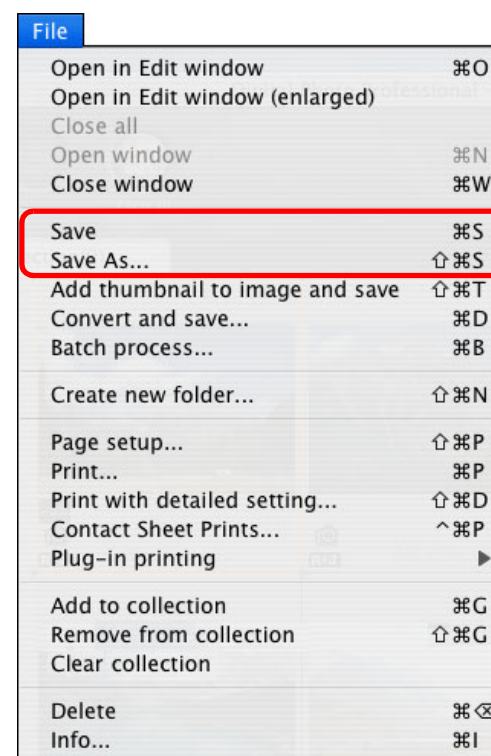 File
Open in Edit window ⌘O
Open in Edit window (enlarged)
Close all
Open window ⌘N
Close window ⌘W
Save ⌘S
Save As... ⇧⌘S
Add thumbnail to image and save ⇧⌘T
Convert and save... ⌘D
Batch process... ⌘B
Create new folder... ⇧⌘N
Page setup... ⇧⌘P
Print... ⌘P
Print with detailed setting... ⇧⌘D
Contact Sheet Prints... ^⌘P
Plug-in printing ▶
Add to collection ⌘G
Remove from collection ⇧⌘G
Clear collection
Delete ⌘⌫
Info... ⌘I